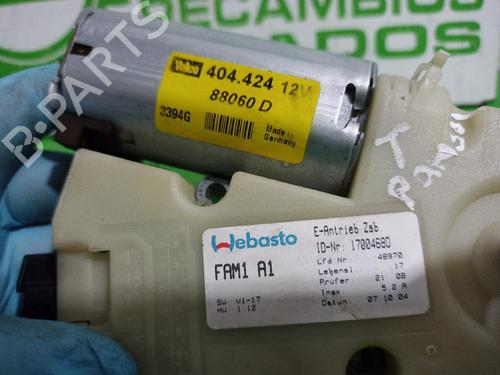 RECAMBIOS
B-PARTS
Valeo 404.424 12V
88060 D
3394G
Made in
Germany
Webasto
FAM1 A1
SW: V1-17
HW: 1.12
E-Antrieb Zsb.
ID-Nr. 1700468D
Lfd Nr. 48970
Lebensl. 17
Prüfer 21 08
Imax 5.2 A
Datum 07 10 04